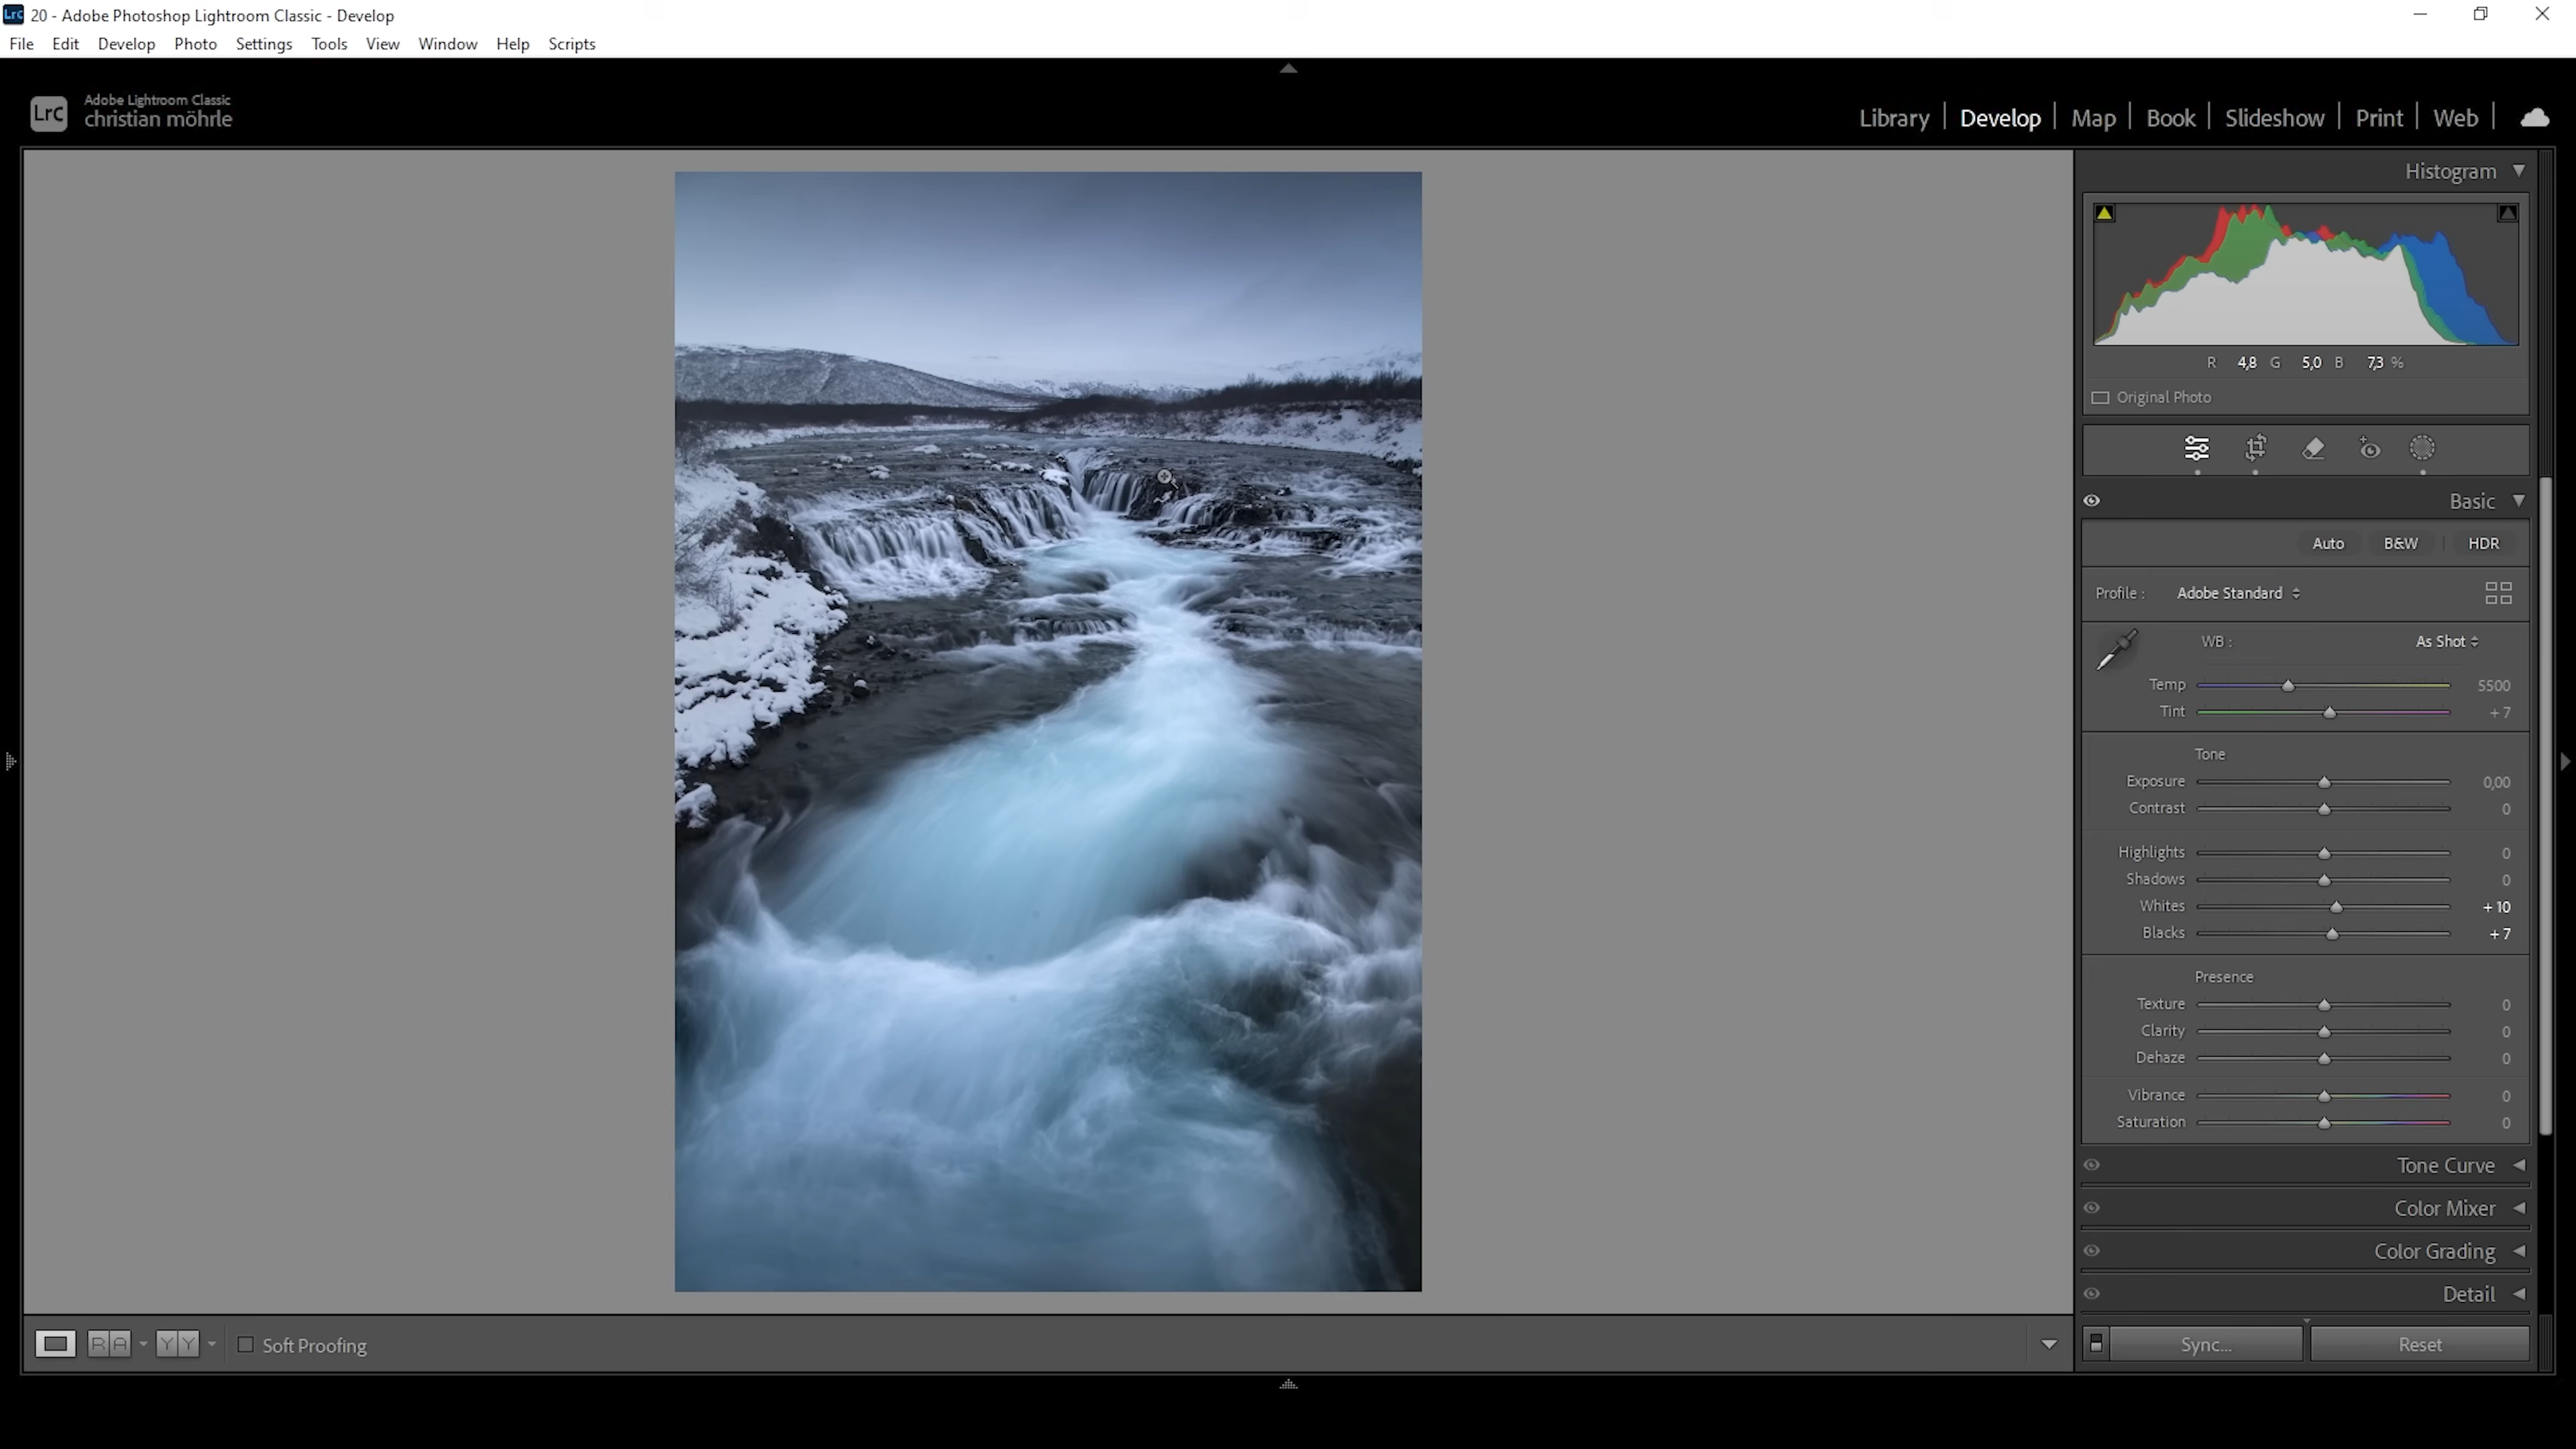 20 - Adobe Photoshop Lightroom Classic - Develop
File Edit Develop Photo Settings Tools View Window Help Scripts
Lrc Adobe Lightroom Classic
christian möhrle
Library | Develop | Map | Book | Slideshow | Print | Web |
Histogram
R 4,8 G 5,0 B 7,3 %
Original Photo
Basic
Auto B&W HDR
Profile : Adobe Standard
WB : As Shot
Temp 5500
Tint + 7
Tone
Exposure 0,00
Contrast 0
Highlights 0
Shadows 0
Whites + 10
Blacks + 7
Presence
Texture 0
Clarity 0
Dehaze 0
Vibrance 0
Saturation 0
Tone Curve
Color Mixer
Color Grading
Detail
R A Y Y Soft Proofing
Sync... Reset